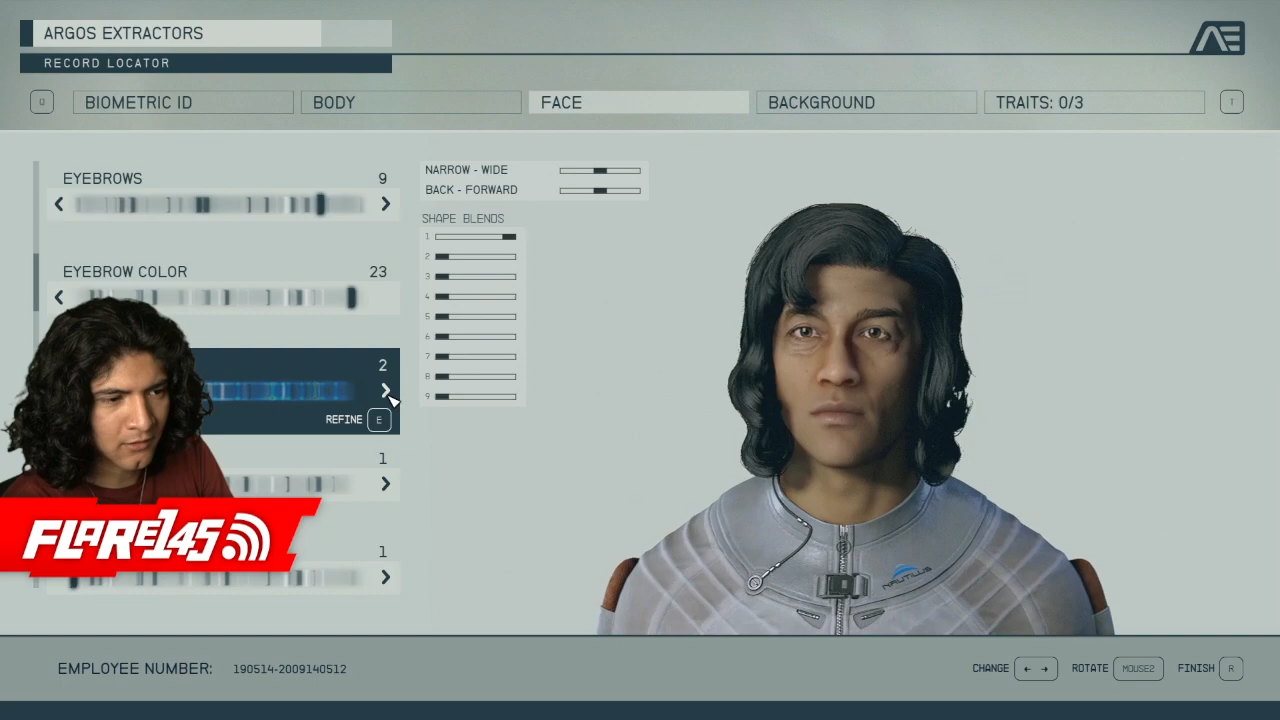 ARGOS EXTRACTORS
RECORD LOCATOR
AE
Q
BIOMETRIC ID
BODY
FACE
BACKGROUND
TRAITS: 0/3
T
EYEBROWS
9
NARROW - WIDE
BACK - FORWARD
SHAPE BLENDS
1
2
3
4
5
6
7
8
9
EYEBROW COLOR
23
2
REFINE
E
1
FLARE145
1
NAUTILUS
EMPLOYEE NUMBER:
190514-2009140512
CHANGE
ROTATE
MOUSE2
FINISH
R